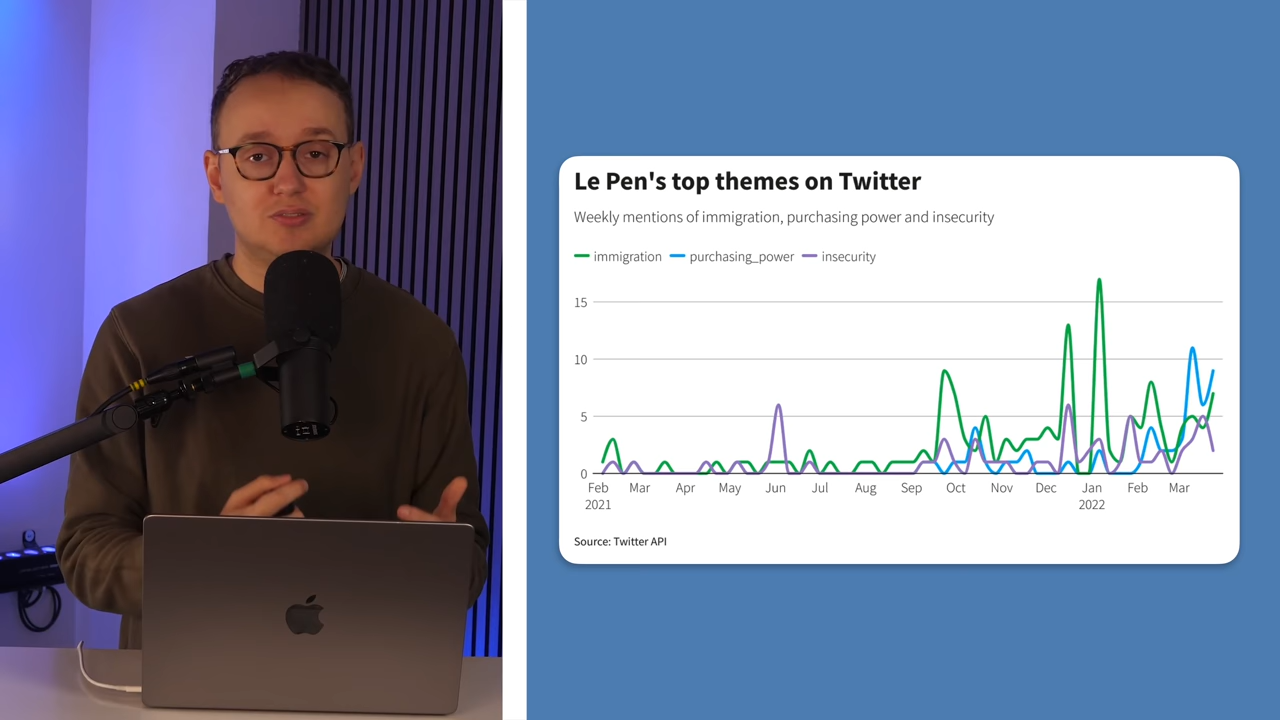 Le Pen's top themes on Twitter
Weekly mentions of immigration, purchasing power and insecurity
immigration purchasing_power insecurity
15
10
5
0
Feb Mar Apr May Jun Jul Aug Sep Oct Nov Dec Jan Feb Mar
2021 2022
Source: Twitter API